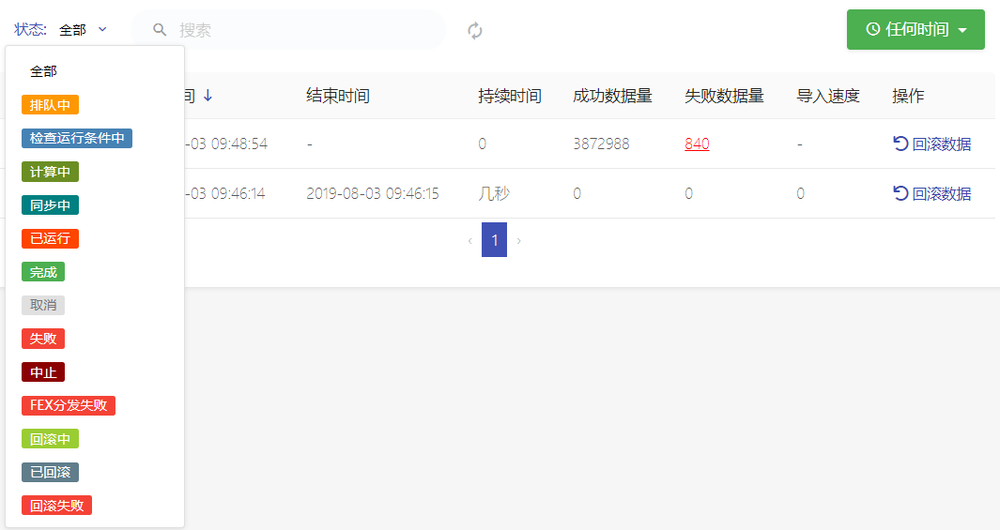 状态: 全部 搜索 任何时间
全部
间 结束时间 持续时间 成功数据量 失败数据量 导入速度 操作
排队中
检查运行条件中
-03 09:48:54 - 0 3872988 840 - 回滚数据
计算中
同步中
-03 09:46:14 2019-08-03 09:46:15 几秒 0 0 0 回滚数据
已运行
‹ 1 ›
完成
取消
失败
中止
FEX分发失败
回滚中
已回滚
回滚失败